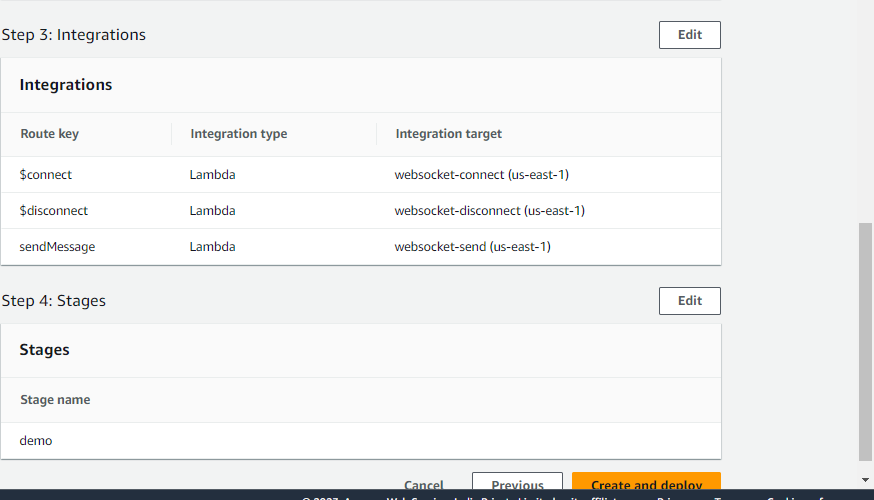 Step 3: Integrations
Edit
Integrations
Route key Integration type Integration target
$connect Lambda websocket-connect (us-east-1)
$disconnect Lambda websocket-disconnect (us-east-1)
sendMessage Lambda websocket-send (us-east-1)
Step 4: Stages
Edit
Stages
Stage name
demo
Cancel Previous Create and deploy